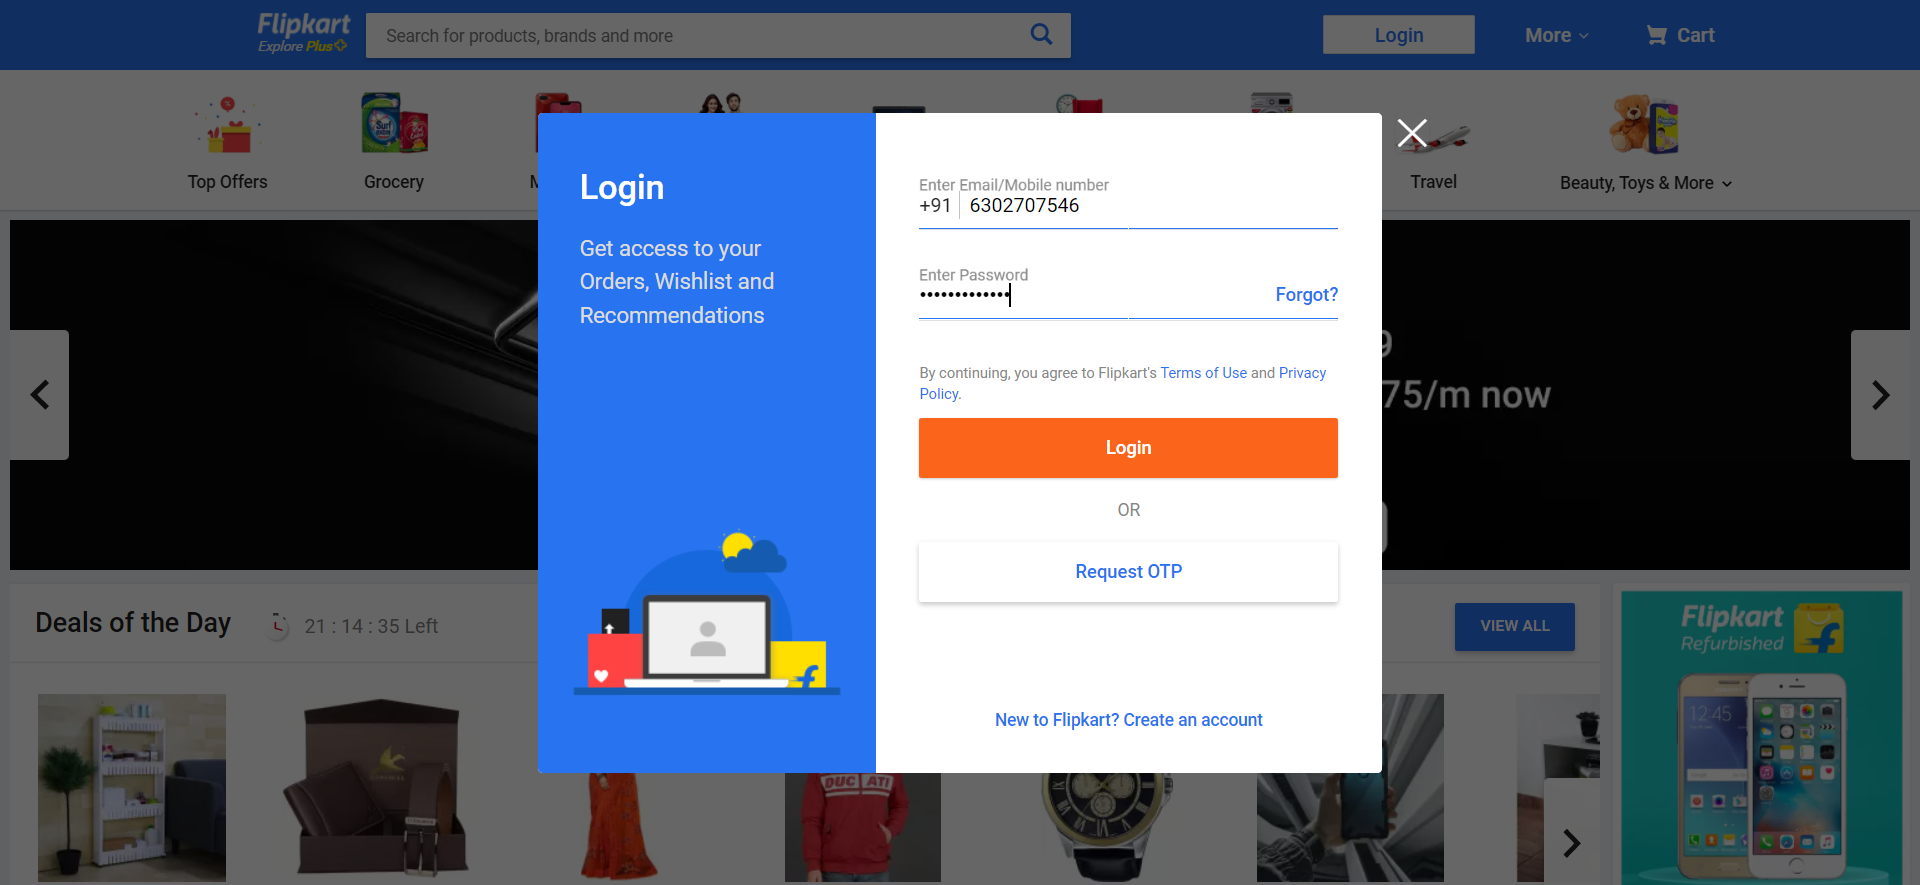 Flipkart
Explore Plus
Search for products, brands and more
Login
More
Cart
Top Offers
Grocery
Travel
Beauty, Toys & More
Login
Get access to your
Orders, Wishlist and
Recommendations
Enter Email/Mobile number
+91 6302707546
Enter Password
•••••••••••••
Forgot?
By continuing, you agree to Flipkart's Terms of Use and Privacy
Policy.
Login
OR
Request OTP
New to Flipkart? Create an account
75/m now
Deals of the Day
21 : 14 : 35 Left
VIEW ALL
Flipkart
Refurbished
12:45
DUCATI